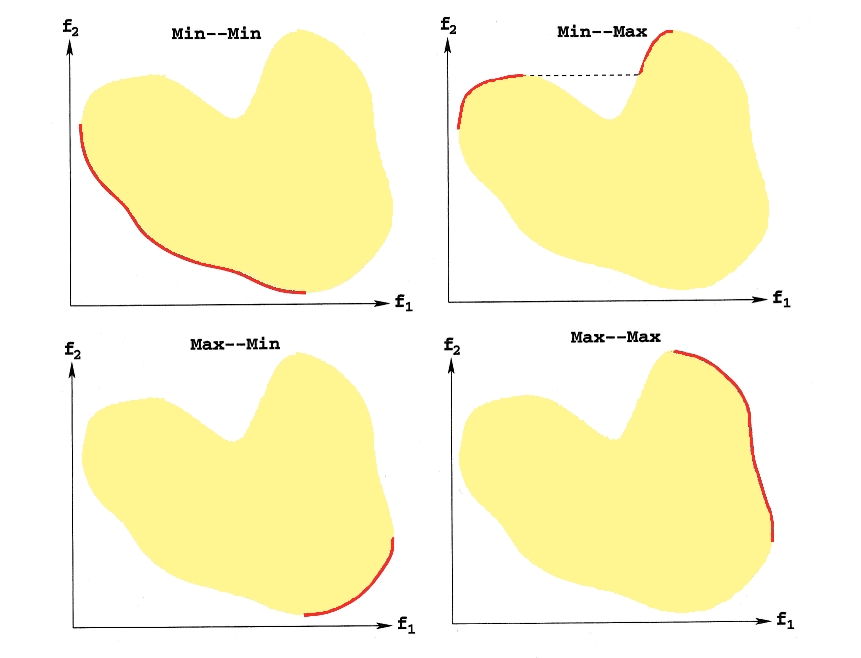 f₂
Min--Min
f₁
f₂
Min--Max
f₁
f₂
Max--Min
f₁
f₂
Max--Max
f₁